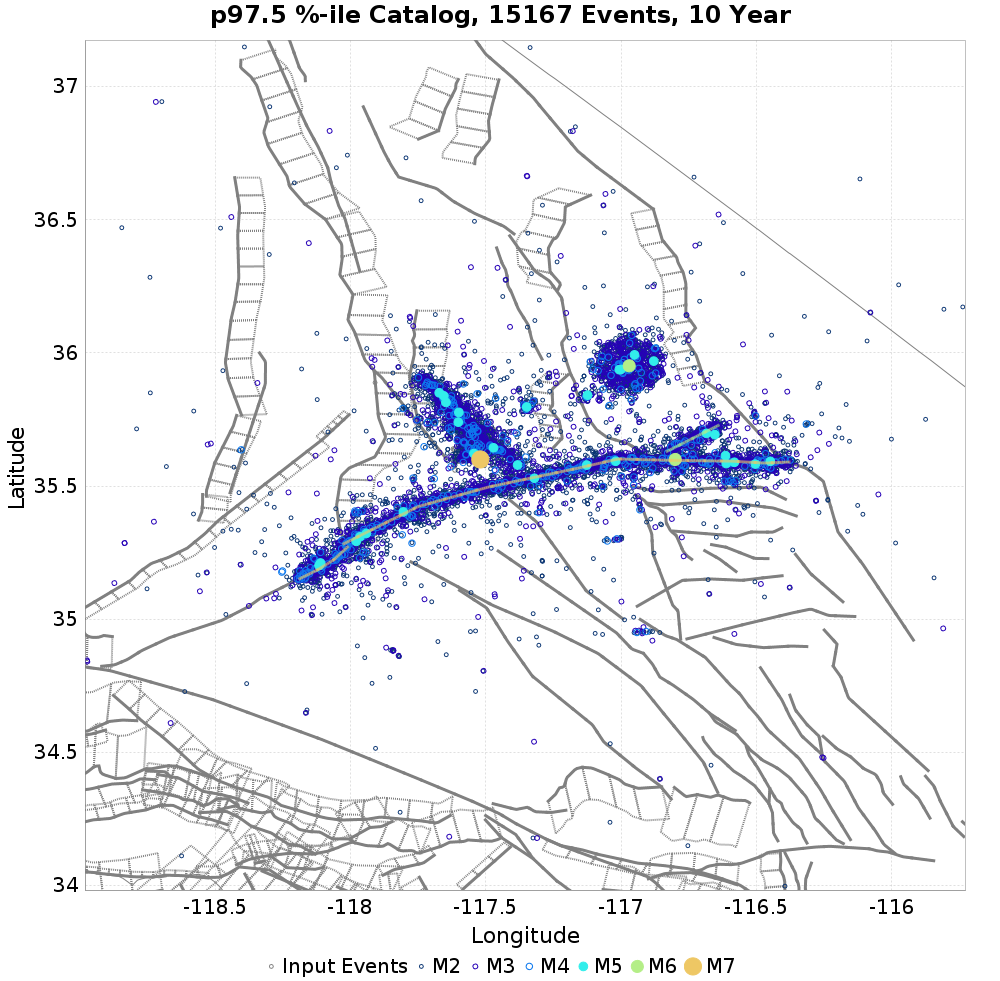 p97.5 %-ile Catalog, 15167 Events, 10 Year
37
36.5
36
35.5
35
34.5
34
Latitude
-118.5 -118 -117.5 -117 -116.5 -116
Longitude
Input Events M2 M3 M4 M5 M6 M7